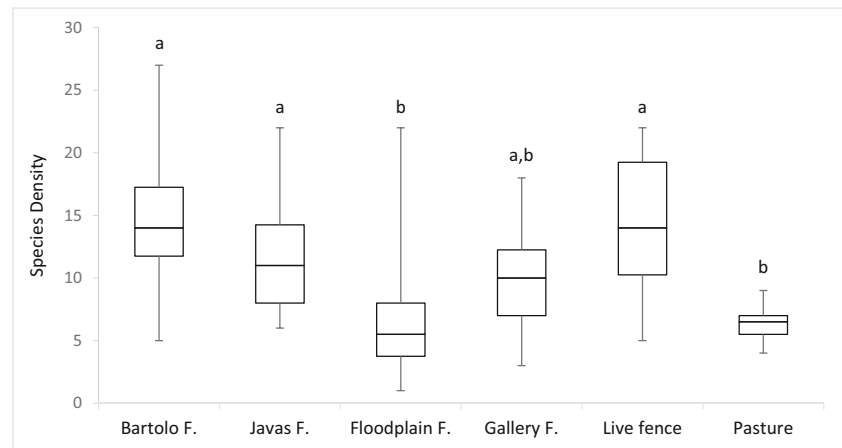 30
25
20
15
10
5
0
Species Density
a
a
b
a,b
a
b
Bartolo F.
Javas F.
Floodplain F.
Gallery F.
Live fence
Pasture